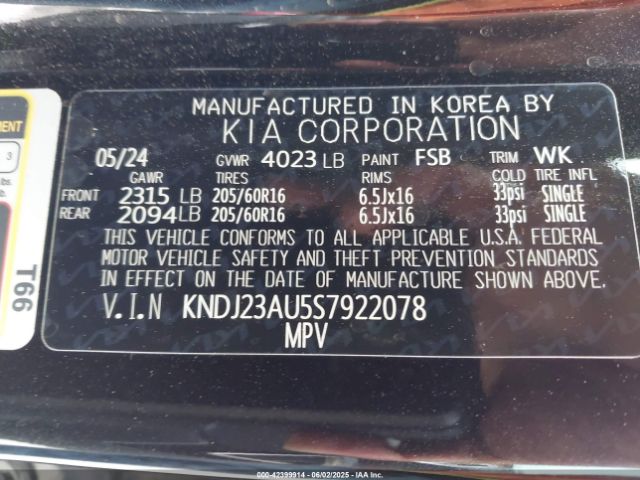 MANUFACTURED IN KOREA BY
KIA CORPORATION
05/24 GVWR 4023 LB PAINT FSB TRIM WK
GAWR TIRES RIMS COLD TIRE INFL
FRONT 2315 LB 205/60R16 6.5Jx16 33psi SINGLE
REAR 2094 LB 205/60R16 6.5Jx16 33psi SINGLE
THIS VEHICLE CONFORMS TO ALL APPLICABLE U.S.A. FEDERAL
MOTOR VEHICLE SAFETY AND THEFT PREVENTION STANDARDS
IN EFFECT ON THE DATE OF MANUFACTURE SHOWN ABOVE.
V.I.N KNDJ23AU5S7922078
MPV
MENT
3
lbs.
T66
000-42399914 | 06/02/2025 | IAA Inc.